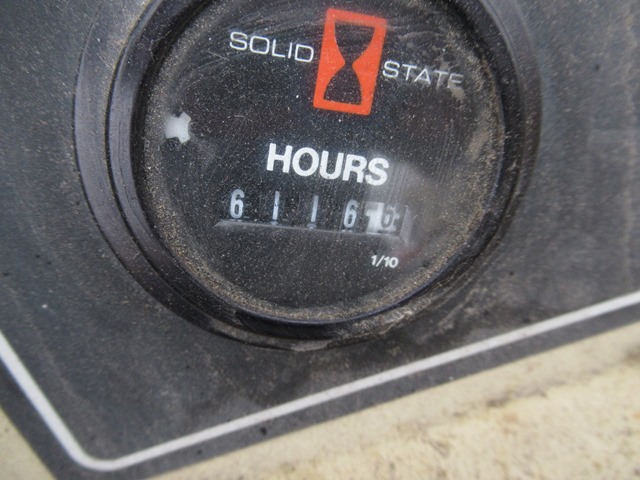 SOLID STATE
HOURS
6116
1/10